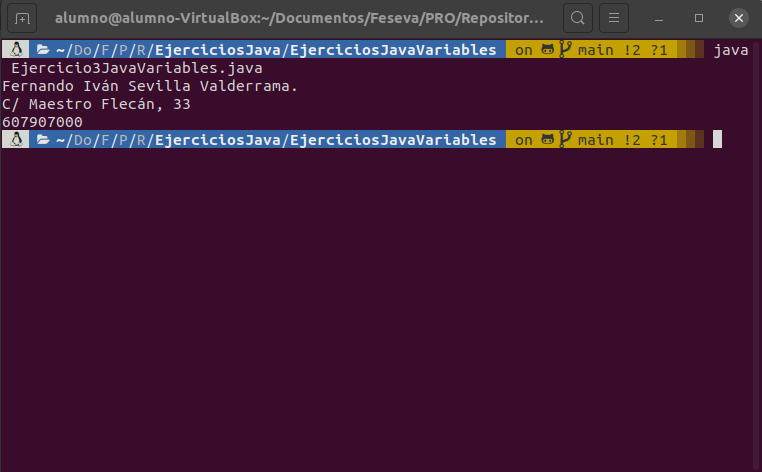 alumno@alumno-VirtualBox:~/Documentos/Feseva/PRO/Repositor...
~/Do/F/P/R/EjerciciosJava/EjerciciosJavaVariables on main !2 ?1 java
Ejercicio3JavaVariables.java
Fernando Iván Sevilla Valderrama.
C/ Maestro Flecán, 33
607907000
~/Do/F/P/R/EjerciciosJava/EjerciciosJavaVariables on main !2 ?1